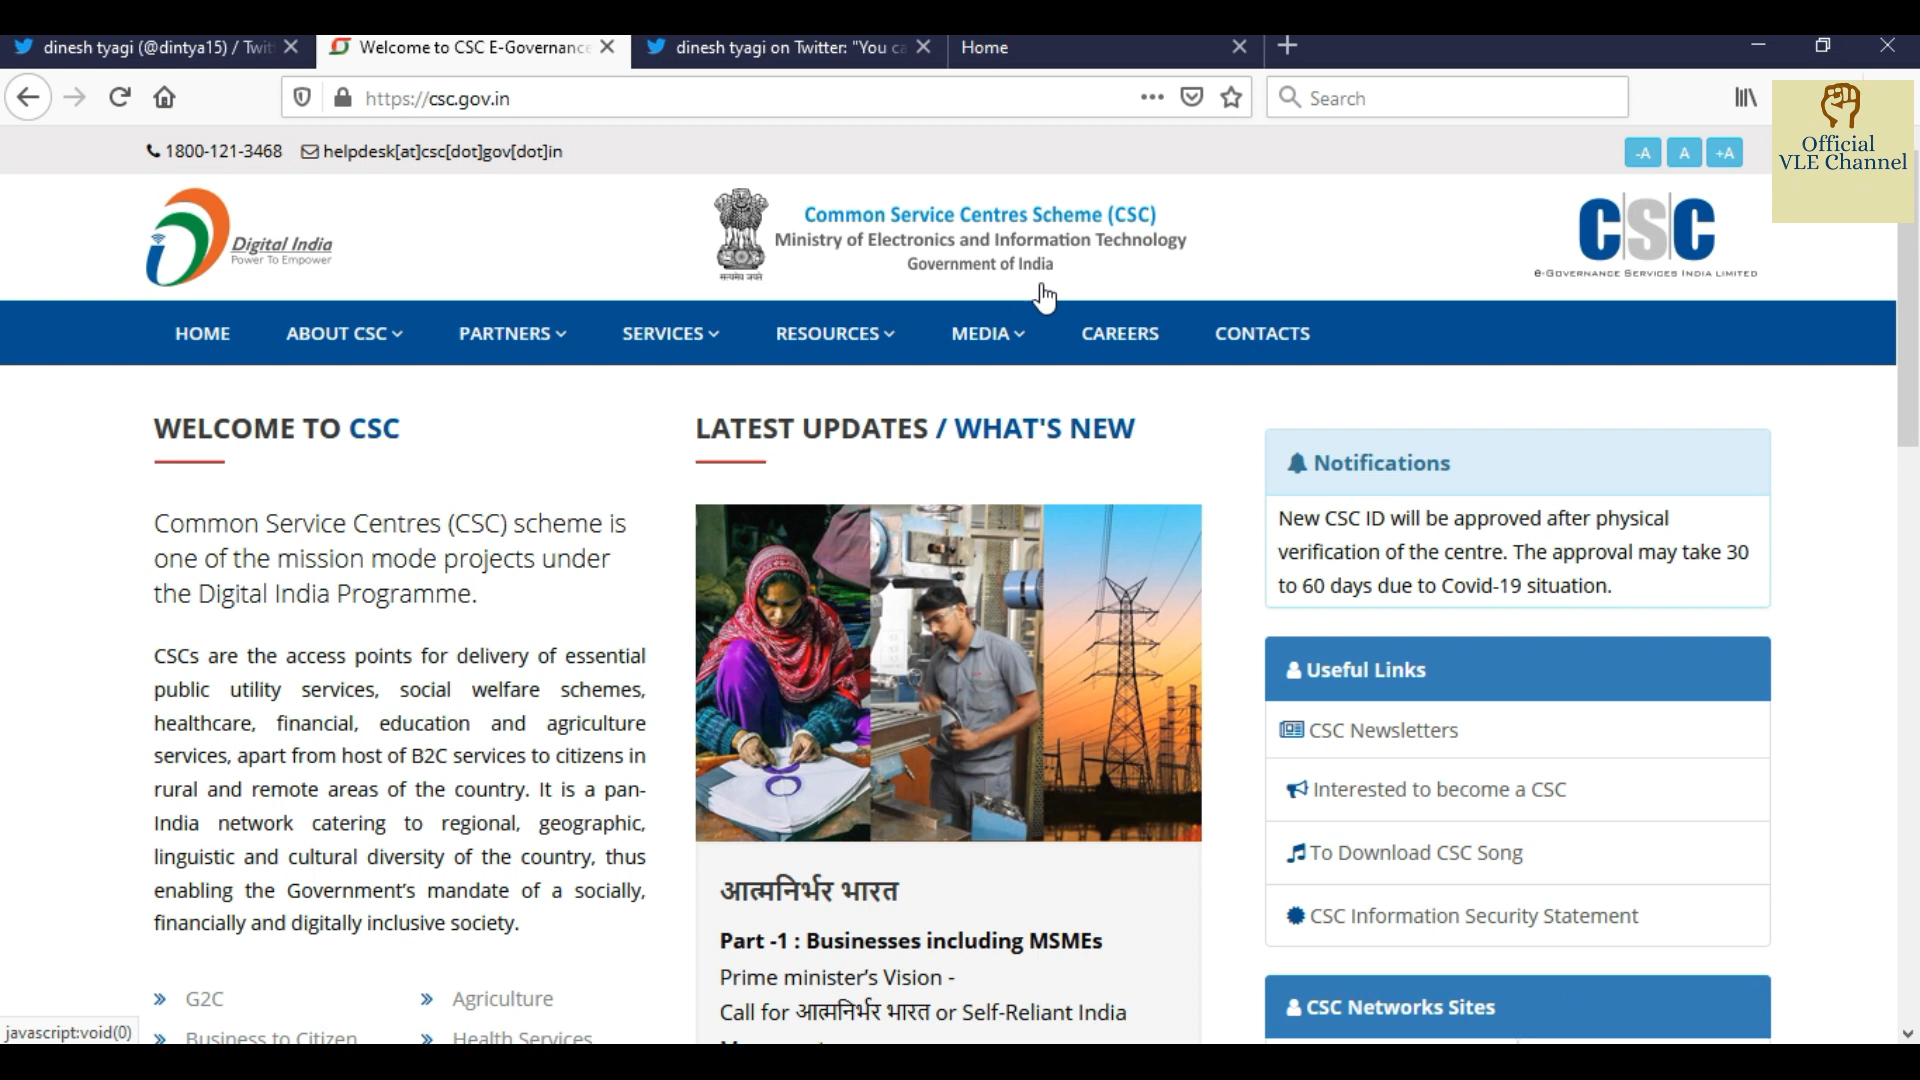 dinesh tyagi (@dintya15) / Twit
Welcome to CSC E-Governance
dinesh tyagi on Twitter: "You ca
Home
https://csc.gov.in
Search
Official
VLE Channel
1800-121-3468
helpdesk[at]csc[dot]gov[dot]in
-A
A
+A
Digital India
Power To Empower
सत्यमेव जयते
Common Service Centres Scheme (CSC)
Ministry of Electronics and Information Technology
Government of India
CSC
e-Governance Services India Limited
HOME
ABOUT CSC
PARTNERS
SERVICES
RESOURCES
MEDIA
CAREERS
CONTACTS
WELCOME TO CSC
Common Service Centres (CSC) scheme is
one of the mission mode projects under
the Digital India Programme.
CSCs are the access points for delivery of essential
public utility services, social welfare schemes,
healthcare, financial, education and agriculture
services, apart from host of B2C services to citizens in
rural and remote areas of the country. It is a pan-
India network catering to regional, geographic,
linguistic and cultural diversity of the country, thus
enabling the Government's mandate of a socially,
financially and digitally inclusive society.
G2C
Agriculture
Business to Citizen
Health Services
javascript:void(0)
LATEST UPDATES / WHAT'S NEW
आत्मनिर्भर भारत
Part -1 : Businesses including MSMEs
Prime minister's Vision -
Call for आत्मनिर्भर भारत or Self-Reliant India
Notifications
New CSC ID will be approved after physical
verification of the centre. The approval may take 30
to 60 days due to Covid-19 situation.
Useful Links
CSC Newsletters
Interested to become a CSC
To Download CSC Song
CSC Information Security Statement
CSC Networks Sites